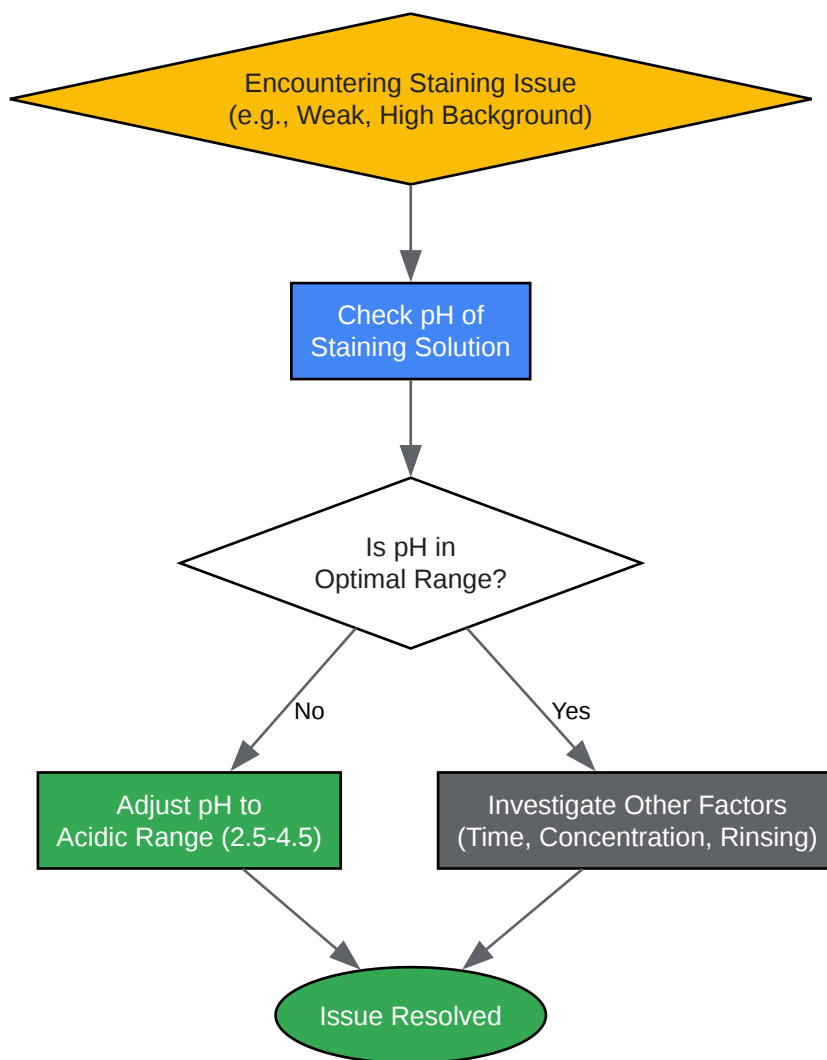 Encountering Staining Issue
(e.g., Weak, High Background)
Check pH of
Staining Solution
Is pH in
Optimal Range?
No
Yes
Adjust pH to
Acidic Range (2.5-4.5)
Investigate Other Factors
(Time, Concentration, Rinsing)
Issue Resolved